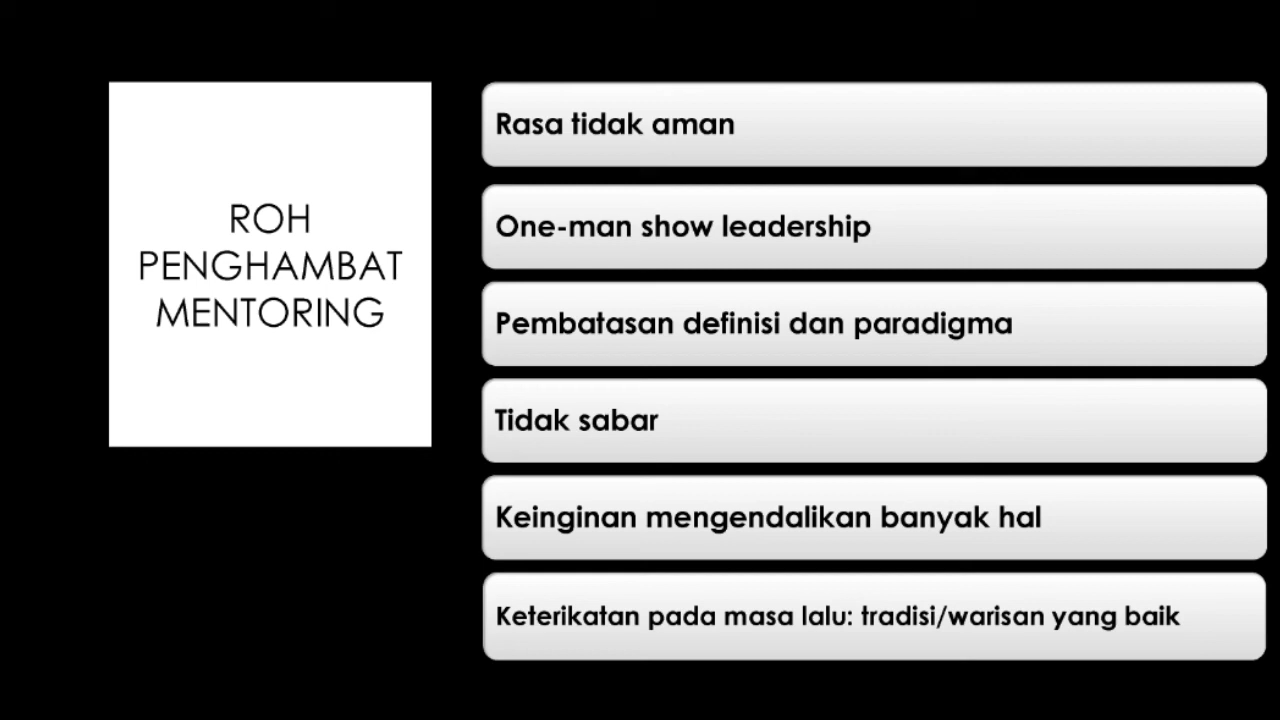 ROH
PENGHAMBAT
MENTORING
Rasa tidak aman
One-man show leadership
Pembatasan definisi dan paradigma
Tidak sabar
Keinginan mengendalikan banyak hal
Keterikatan pada masa lalu: tradisi/warisan yang baik